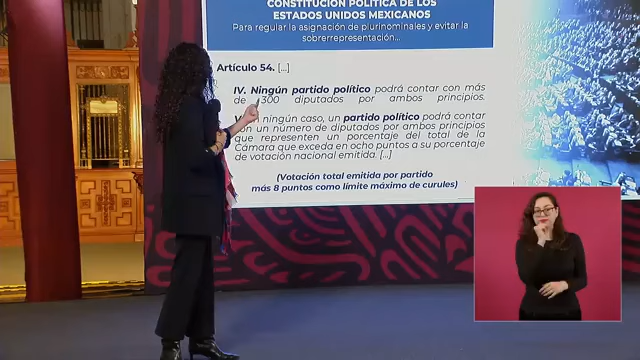 CONSTITUCIÓN POLÍTICA DE LOS
ESTADOS UNIDOS MEXICANOS
Para regular la asignación de plurinominales y evitar la
sobrerrepresentación...
Artículo 54. [...]
IV. Ningún partido político podrá contar con más
de 300 diputados por ambos principios.
ningún caso, un partido político podrá contar
con un número de diputados por ambos principios
que representen un porcentaje del total de la
Cámara que exceda en ocho puntos a su porcentaje
de votación nacional emitida. [...]
(Votación total emitida por partido
más 8 puntos como límite máximo de curules)